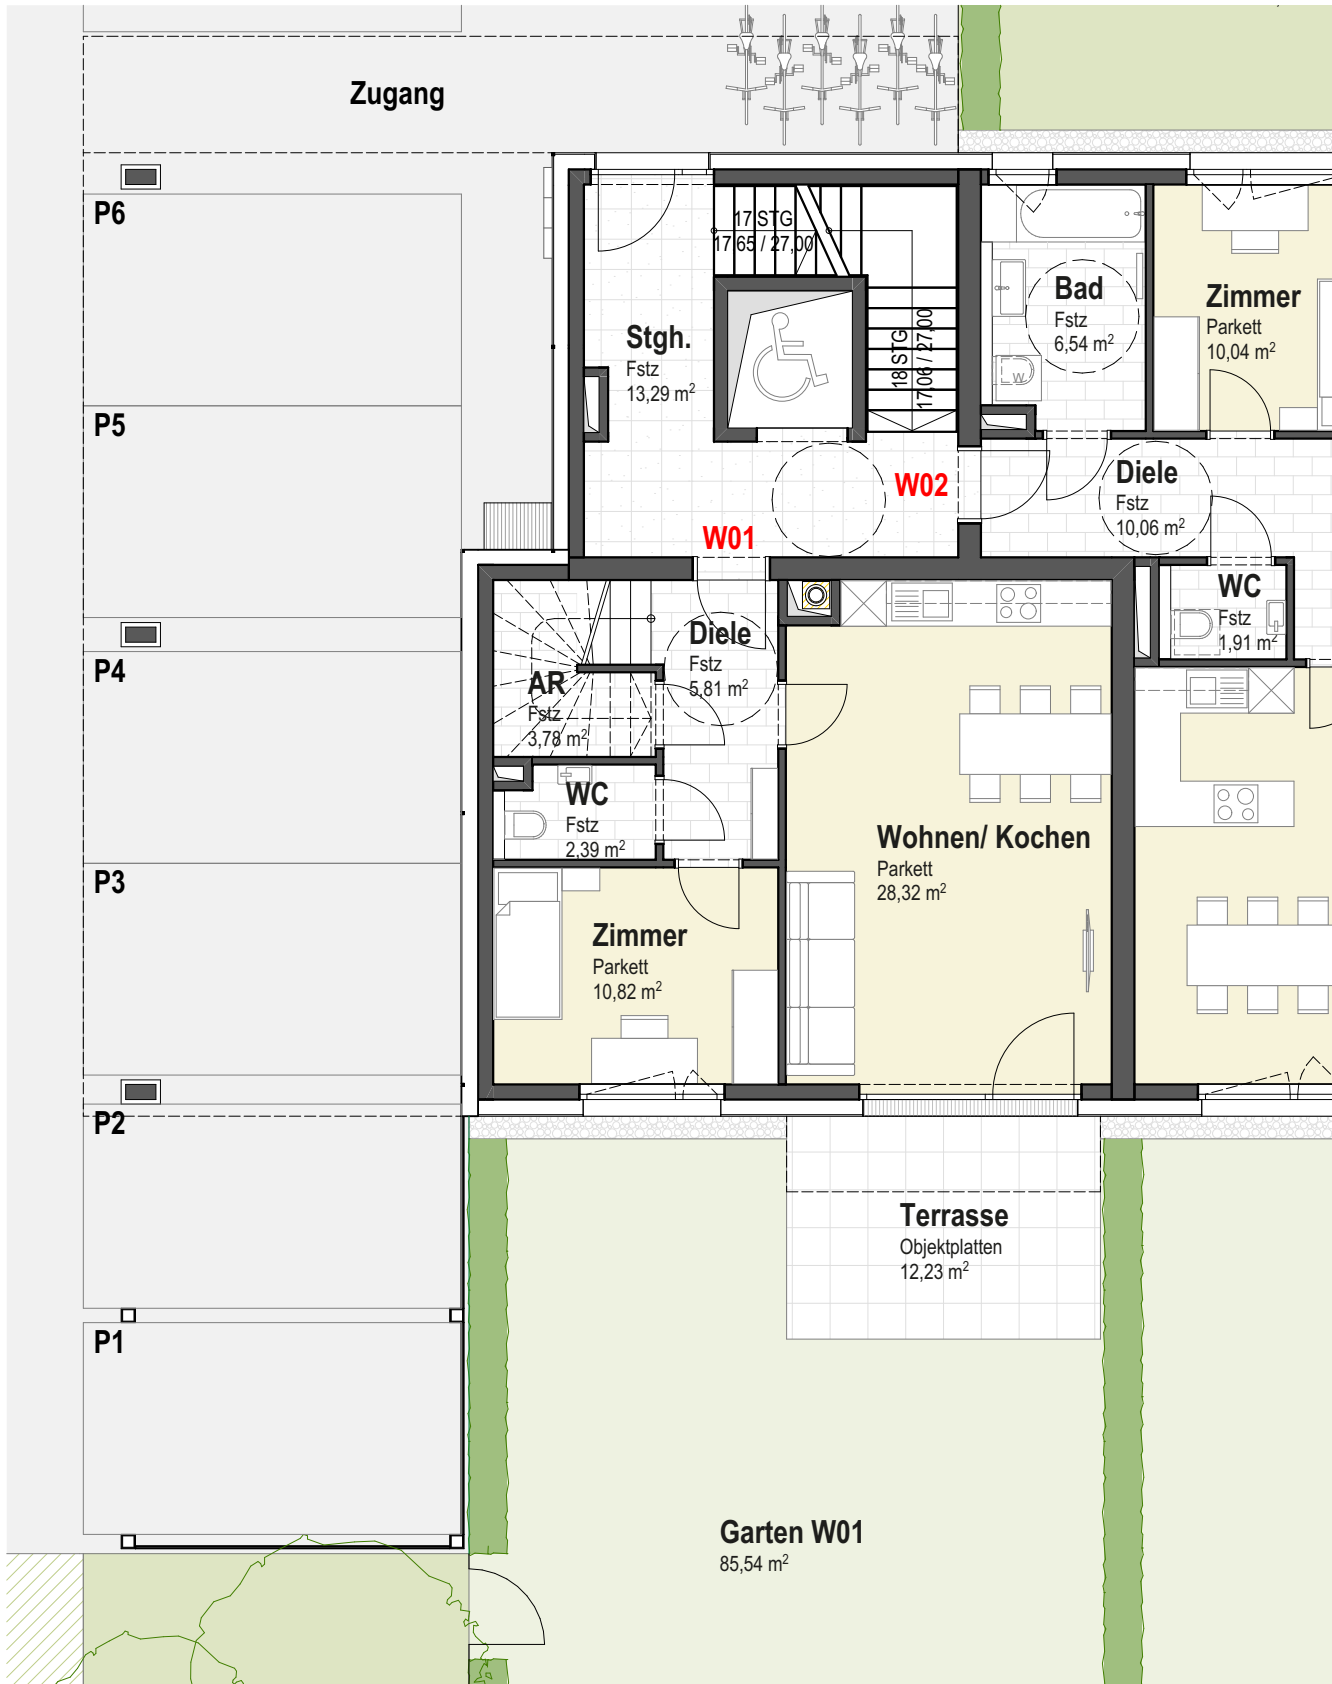 Zugang
P6
17 STG
17,65 / 27,00
Stgh.
Fstz
13,29 m²
18 STG
17,06 / 27,00
Bad
Fstz
6,54 m²
W
Zimmer
Parkett
10,04 m²
P5
W02
W01
Diele
Fstz
10,06 m²
WC
Fstz
1,91 m²
P4
Diele
Fstz
5,81 m²
AR
Fstz
3,78 m²
WC
Fstz
2,39 m²
Wohnen/ Kochen
Parkett
28,32 m²
P3
Zimmer
Parkett
10,82 m²
P2
Terrasse
Objektplatten
12,23 m²
P1
Garten W01
85,54 m²